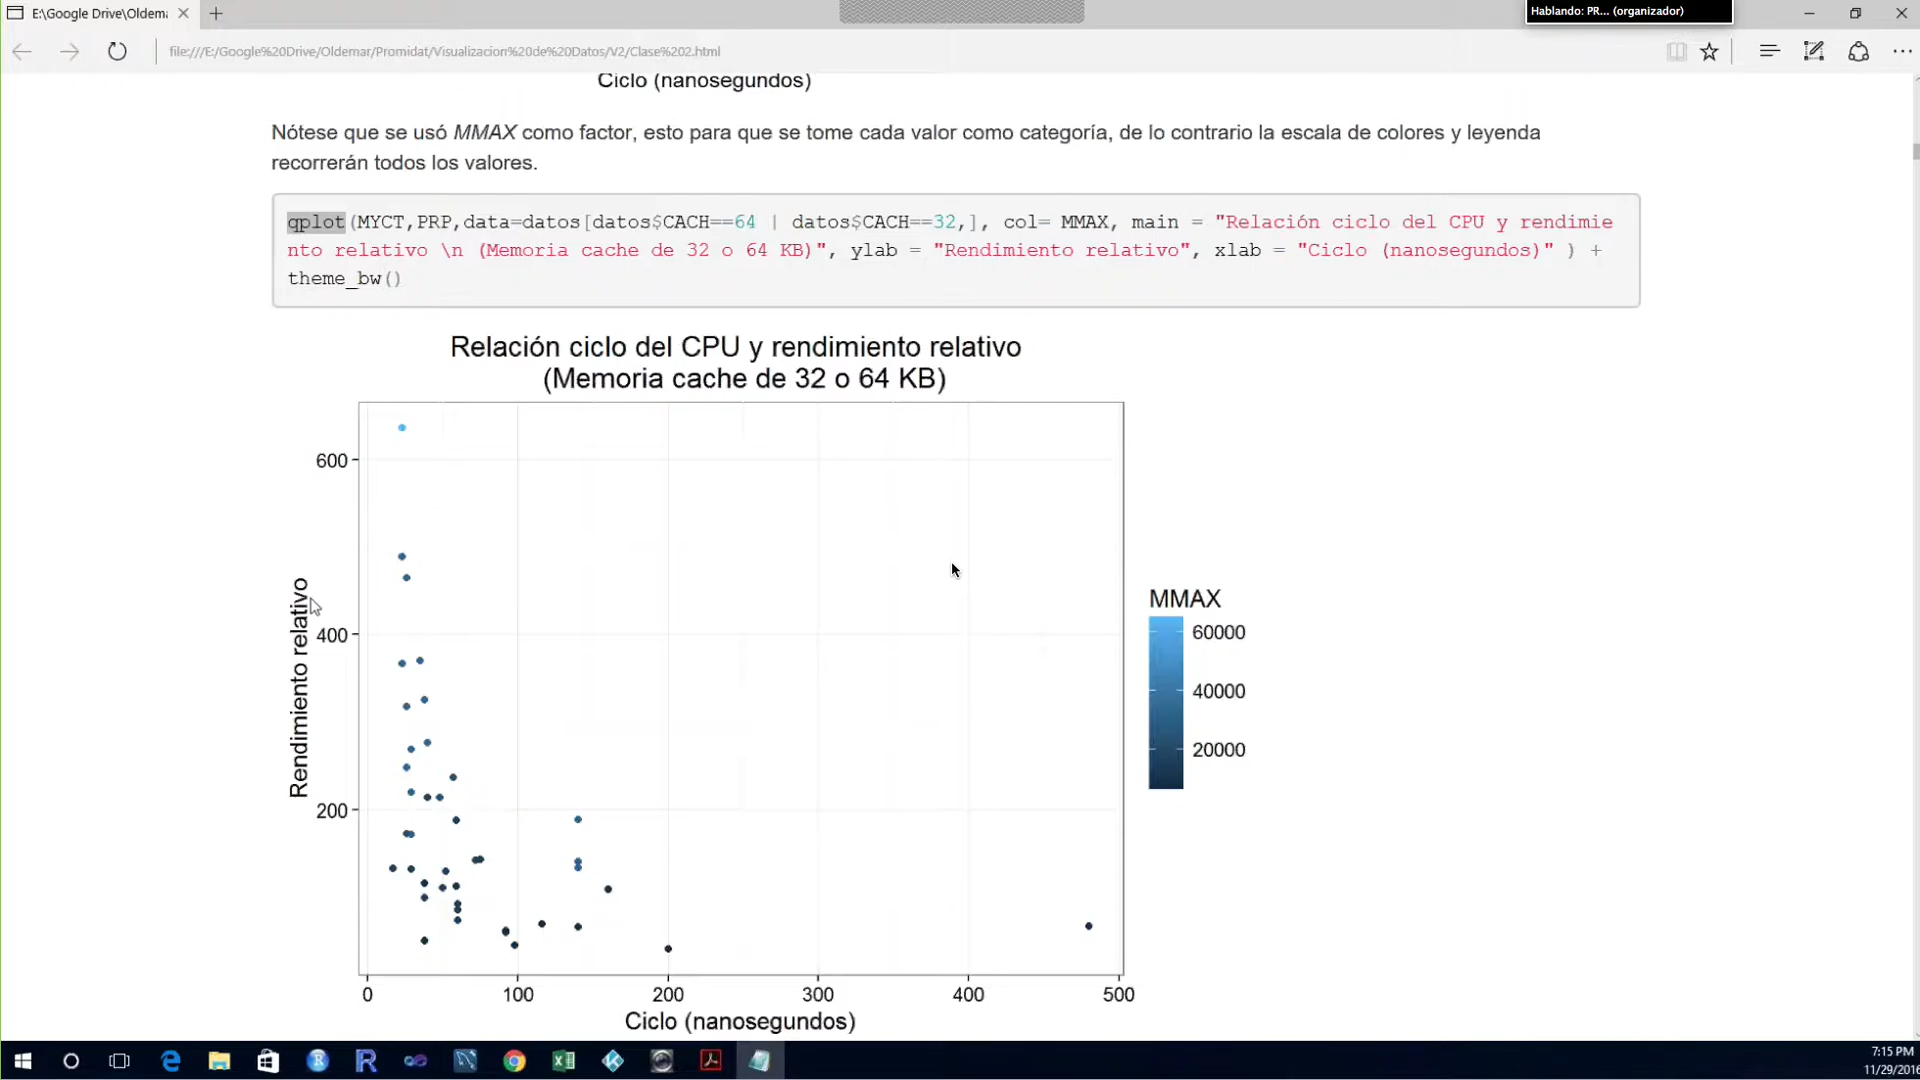 E:\Google Drive\Oldema
Hablando: PR... (organizador)
file:///E:/Google%20Drive/Oldemar/Promidat/Visualizacion%20de%20Datos/V2/Clase%202.html
Ciclo (nanosegundos)
Nótese que se usó MMAX como factor, esto para que se tome cada valor como categoría, de lo contrario la escala de colores y leyenda
recorrerán todos los valores.
qplot(MYCT,PRP,data=datos[datos$CACH==64 | datos$CACH==32,], col= MMAX, main = "Relación ciclo del CPU y rendimie
nto relativo \n (Memoria cache de 32 o 64 KB)", ylab = "Rendimiento relativo", xlab = "Ciclo (nanosegundos)" ) +
theme_bw()
Relación ciclo del CPU y rendimiento relativo
(Memoria cache de 32 o 64 KB)
600
400
200
Rendimiento relativo
0 100 200 300 400 500
Ciclo (nanosegundos)
MMAX
60000
40000
20000
7:15 PM
11/29/2016